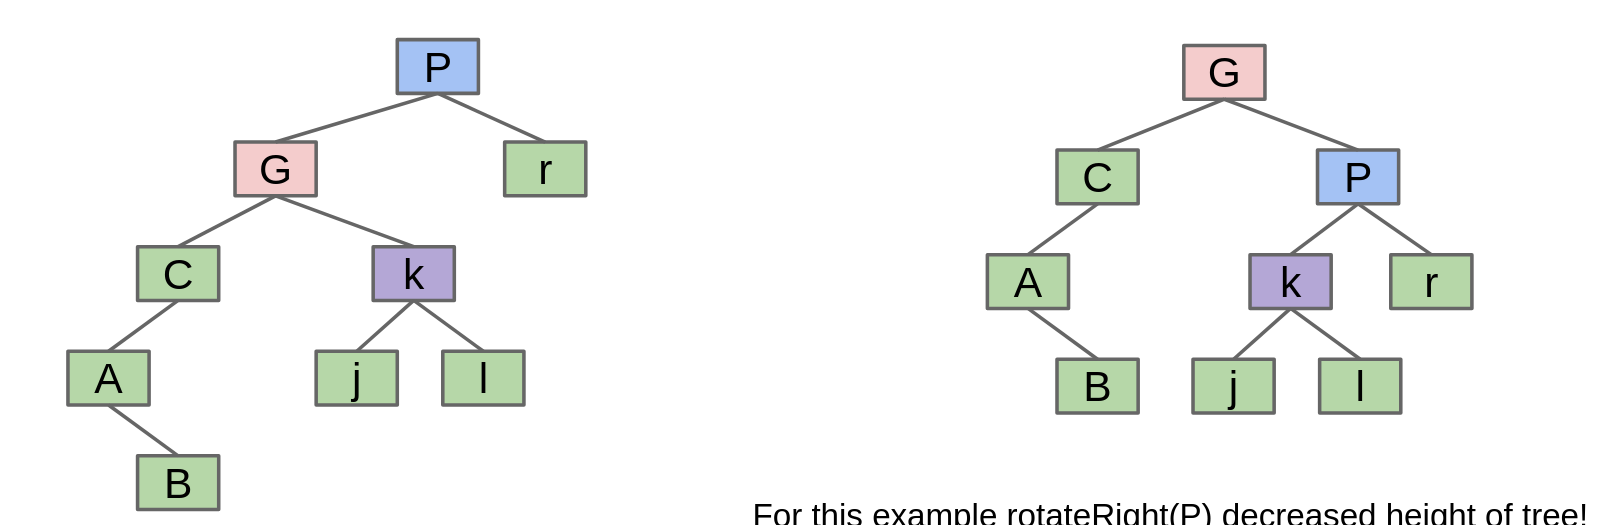 P
G
G
r
C
P
C
k
A
k
r
A
j
l
B
j
l
B
For this example rotateRight(P) decreased height of tree!